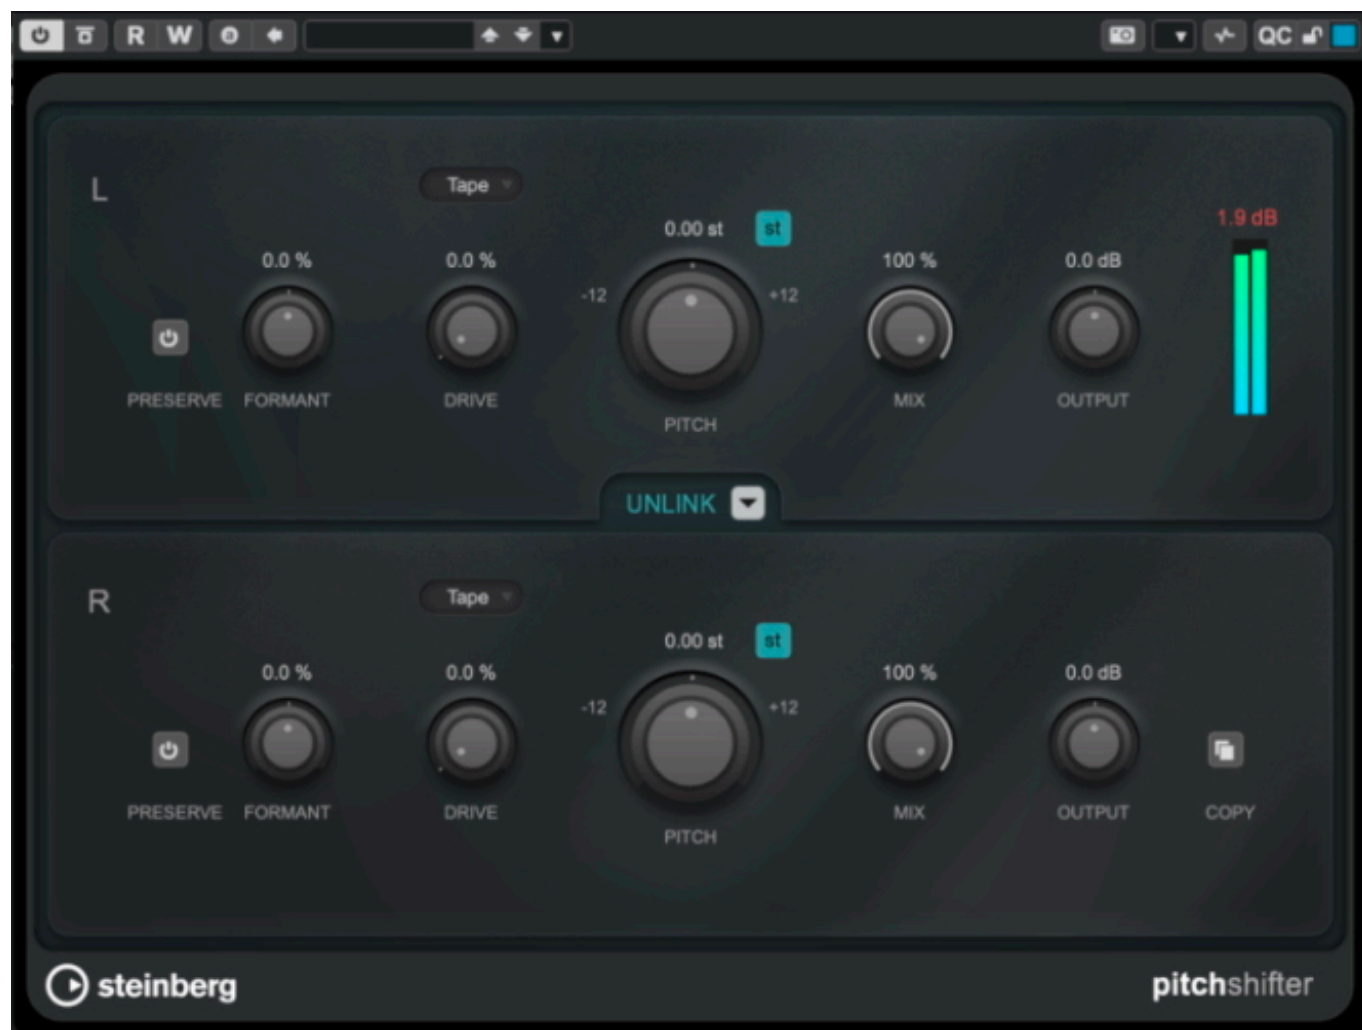 R W QC
L
Tape
0.00 st st 1.9 dB
0.0 % 0.0 % 100 % 0.0 dB
-12 +12
PRESERVE FORMANT DRIVE MIX OUTPUT
PITCH
UNLINK
R
Tape
0.00 st st
0.0 % 0.0 % 100 % 0.0 dB
-12 +12
PRESERVE FORMANT DRIVE MIX OUTPUT COPY
PITCH
steinberg pitchshifter